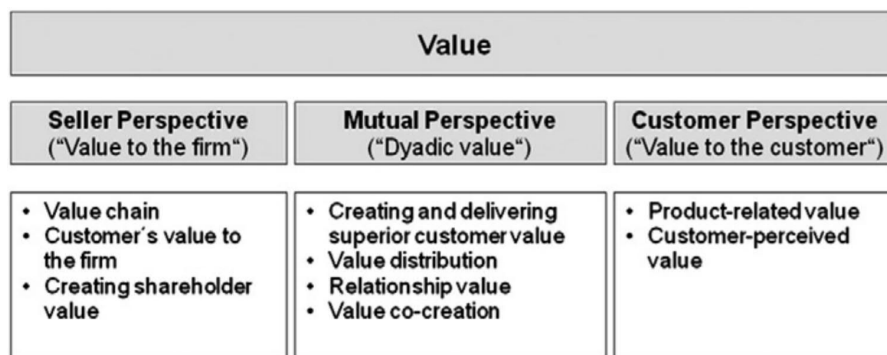 Value
Seller Perspective
("Value to the firm“)
Mutual Perspective
("Dyadic value“)
Customer Perspective
("Value to the customer“)
• Value chain
• Customer´s value to
the firm
• Creating shareholder
value
• Creating and delivering
superior customer value
• Value distribution
• Relationship value
• Value co-creation
• Product-related value
• Customer-perceived
value